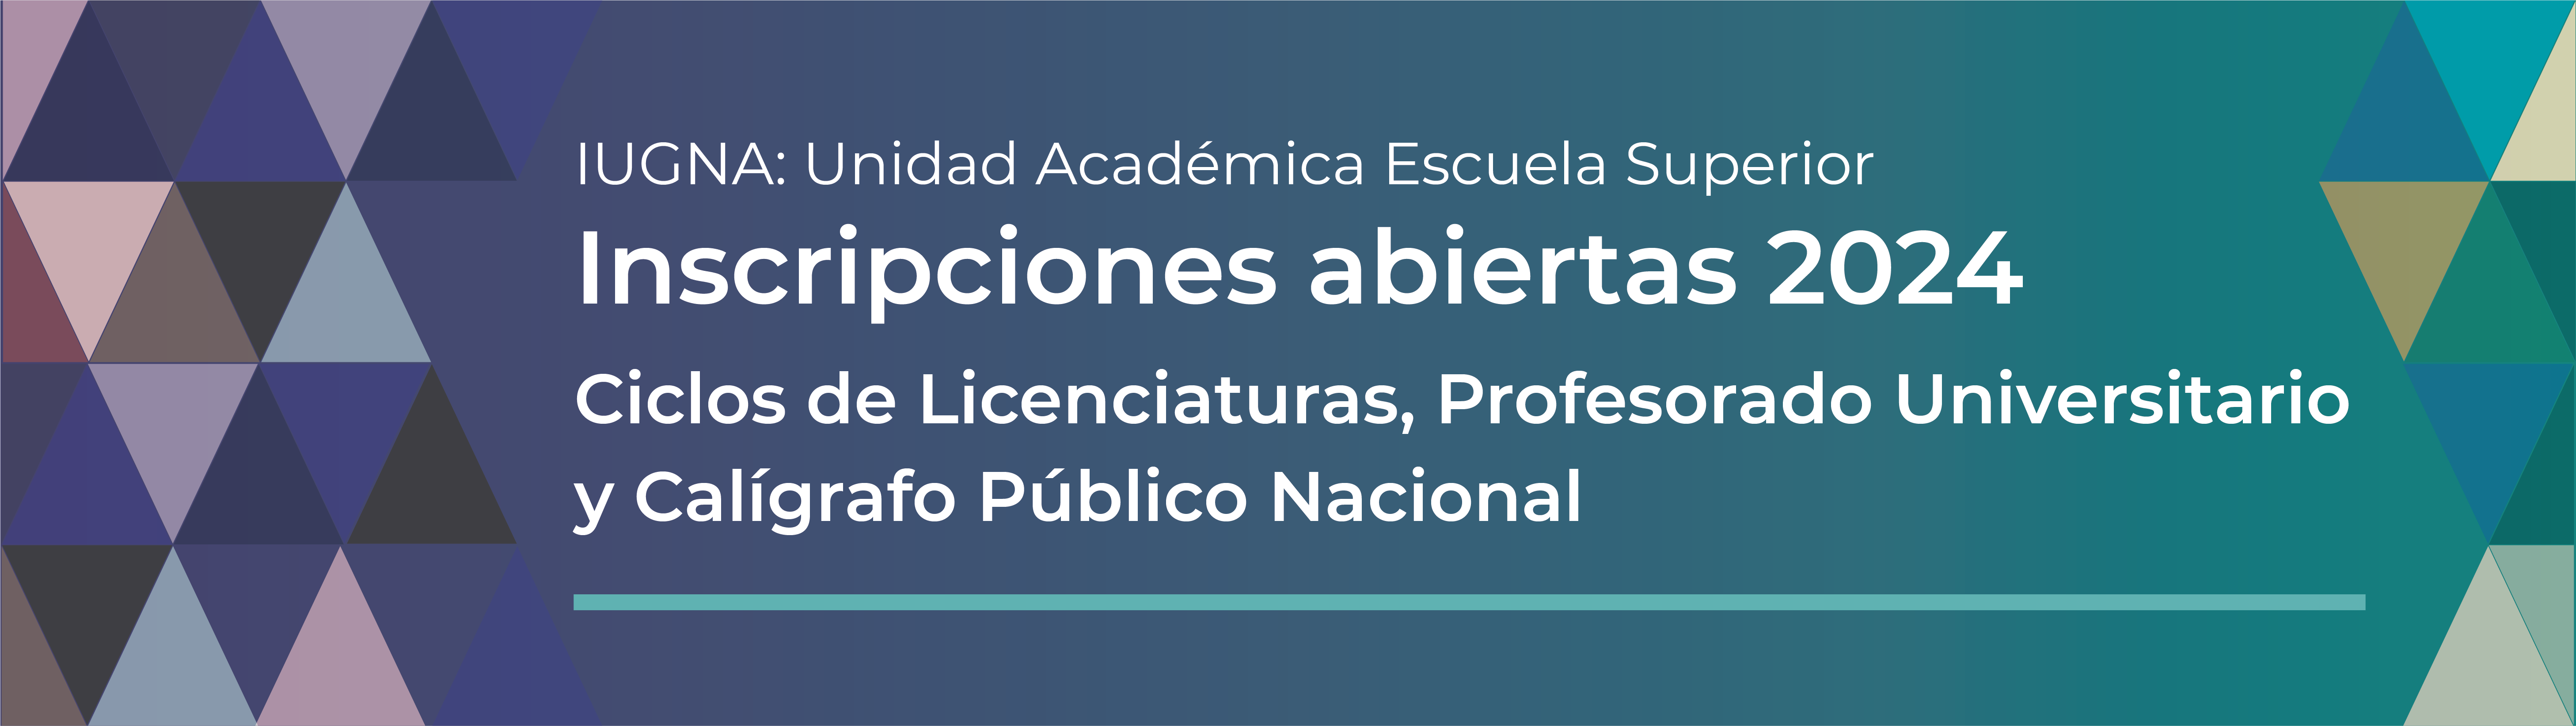 IUGNA: Unidad Académica Escuela Superior
Inscripciones abiertas 2024
Ciclos de Licenciaturas, Profesorado Universitario
y Calígrafo Público Nacional